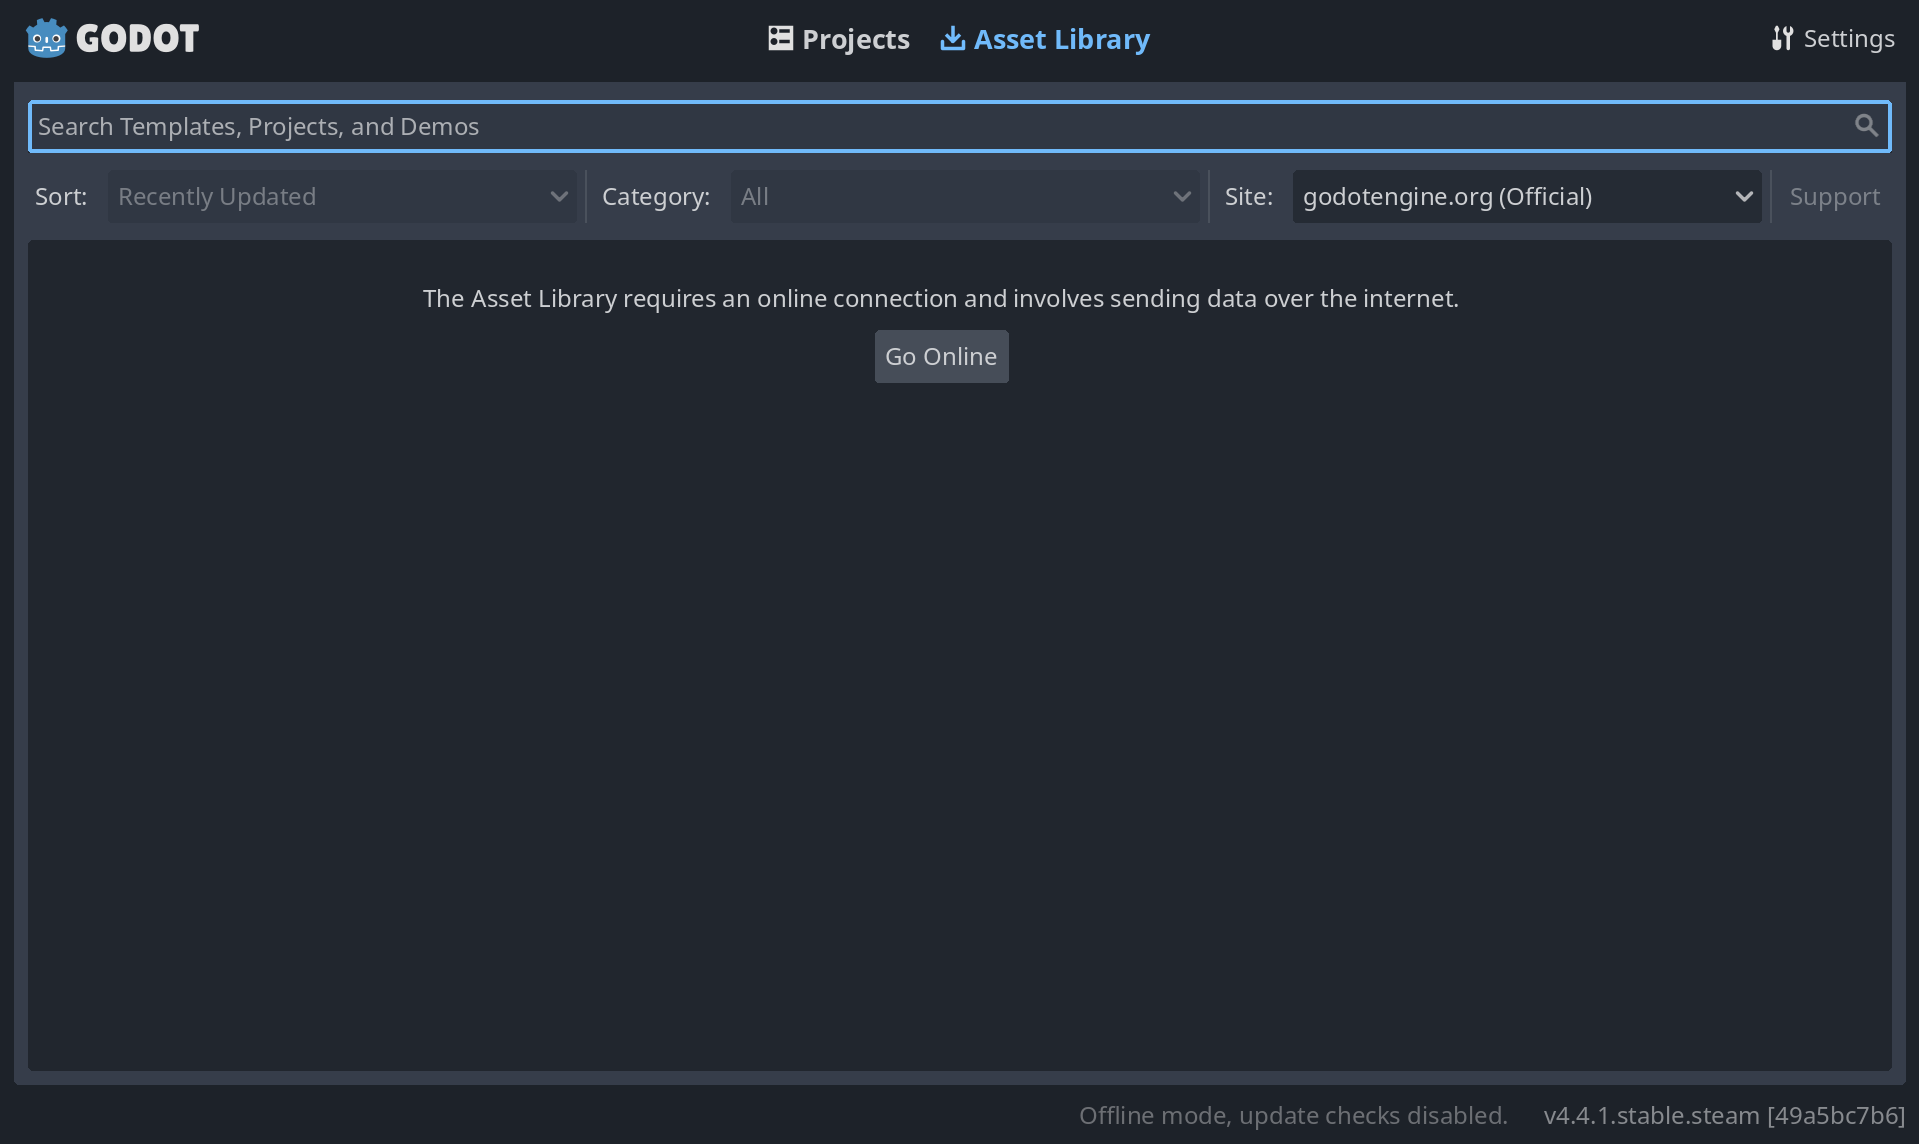 GODOT Projects Asset Library Settings
Search Templates, Projects, and Demos
Sort: Recently Updated Category: All Site: godotengine.org (Official) Support
The Asset Library requires an online connection and involves sending data over the internet.
Go Online
Offline mode, update checks disabled. v4.4.1.stable.steam [49a5bc7b6]